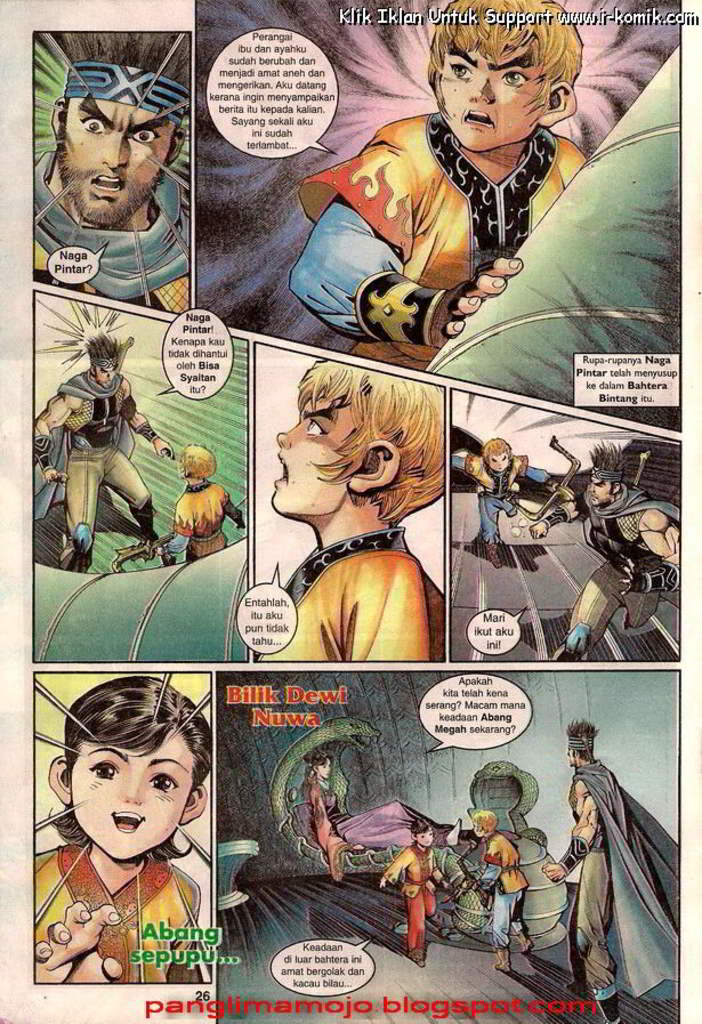 Klik Iklan Untuk Support www.i-komik.com
Perangai
ibu dan ayahku
sudah berubah dan
menjadi amat aneh dan
mengerikan. Aku datang
kerana ingin menyampaikan
berita itu kepada kalian.
Sayang sekali aku
ini sudah
terlambat...
Naga
Pintar?
Rupa-rupanya Naga
Pintar telah menyusup
ke dalam Bahtera
Bintang itu.
Naga
Pintar!
Kenapa kau
tidak dihantui
oleh Bisa
Syaitan
itu?
Entahlah,
itu aku
pun tidak
tahu...
Mari
ikut aku
ini!
Abang
sepupu...
Bilik Dewi
Nuwa
Apakah
kita telah kena
serang? Macam mana
keadaan Abang
Megah sekarang?
Keadaan
di luar bahtera ini
amat bergolak dan
kacau bilau...
26
panglimamojo.blogspot.com